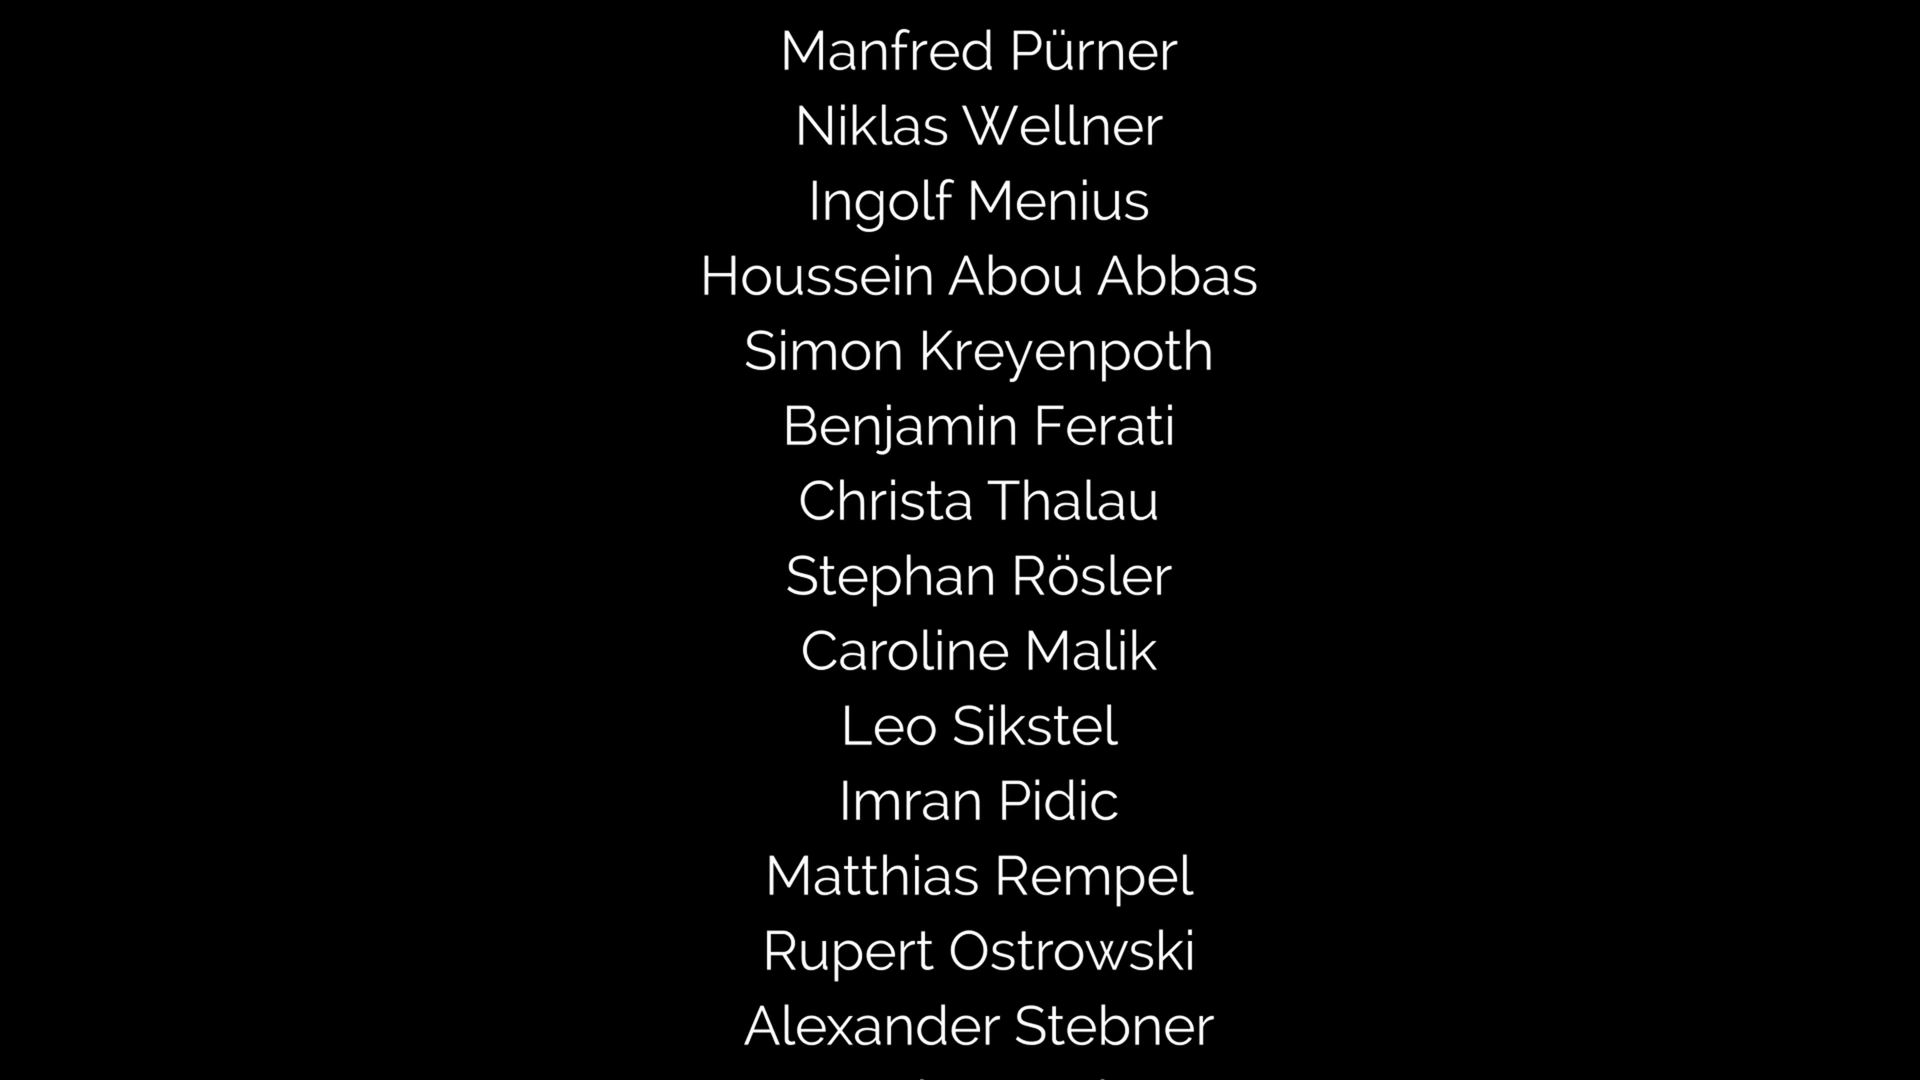 Manfred Pürner
Niklas Wellner
Ingolf Menius
Houssein Abou Abbas
Simon Kreyenpoth
Benjamin Ferati
Christa Thalau
Stephan Rösler
Caroline Malik
Leo Sikstel
Imran Pidic
Matthias Rempel
Rupert Ostrowski
Alexander Stebner